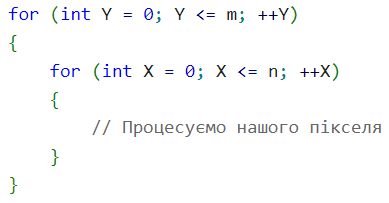 for (int Y = 0; Y <= m; ++Y)
{
    for (int X = 0; X <= n; ++X)
    {
        // Процесуємо нашого пікселя
    }
}